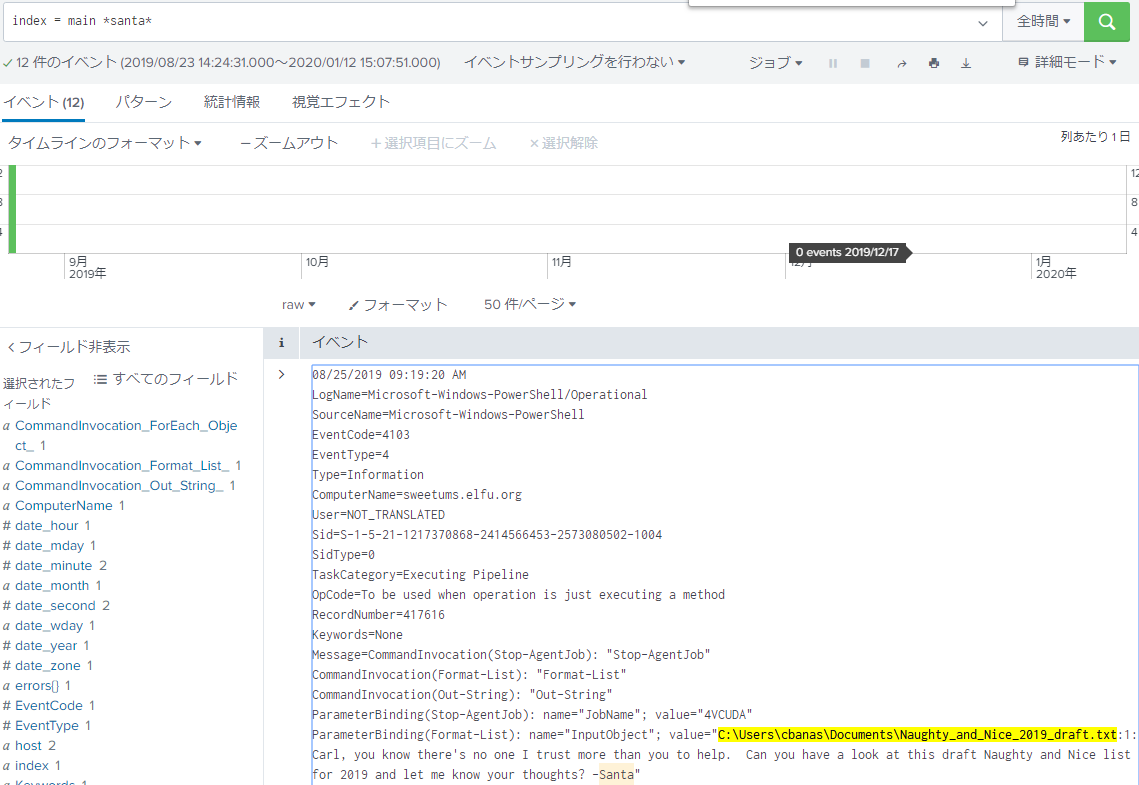 index = main *santa*
全時間
12 件のイベント (2019/08/23 14:24:31.000～2020/01/12 15:07:51.000)
イベントサンプリングを行わない
ジョブ
詳細モード
イベント (12)
パターン
統計情報
視覚エフェクト
タイムラインのフォーマット
−ズームアウト
+選択項目にズーム
×選択解除
列あたり 1 日
2
12
8
8
4
4
9月
2019年
10月
11月
0 events 2019/12/17
1月
2020年
raw
フォーマット
50 件/ページ
フィールド非表示
すべてのフィールド
選択されたフ
ィールド
a CommandInvocation_ForEach_Obje
ct_ 1
a CommandInvocation_Format_List_ 1
a CommandInvocation_Out_String_ 1
a ComputerName 1
# date_hour 1
# date_mday 1
# date_minute 2
a date_month 1
# date_second 2
a date_wday 1
# date_year 1
# date_zone 1
a errors{} 1
# EventCode 1
# EventType 1
a host 2
a index 1
a Keywords 1
i
イベント
08/25/2019 09:19:20 AM
LogName=Microsoft-Windows-PowerShell/Operational
SourceName=Microsoft-Windows-PowerShell
EventCode=4103
EventType=4
Type=Information
ComputerName=sweetums.elfu.org
User=NOT_TRANSLATED
Sid=S-1-5-21-1217370868-2414566453-2573080502-1004
SidType=0
TaskCategory=Executing Pipeline
OpCode=To be used when operation is just executing a method
RecordNumber=417616
Keywords=None
Message=CommandInvocation(Stop-AgentJob): "Stop-AgentJob"
CommandInvocation(Format-List): "Format-List"
CommandInvocation(Out-String): "Out-String"
ParameterBinding(Stop-AgentJob): name="JobName"; value="4VCUDA"
ParameterBinding(Format-List): name="InputObject"; value="C:\Users\cbanas\Documents\Naughty_and_Nice_2019_draft.txt:1:
Carl, you know there's no one I trust more than you to help.  Can you have a look at this draft Naughty and Nice list
for 2019 and let me know your thoughts? -Santa"